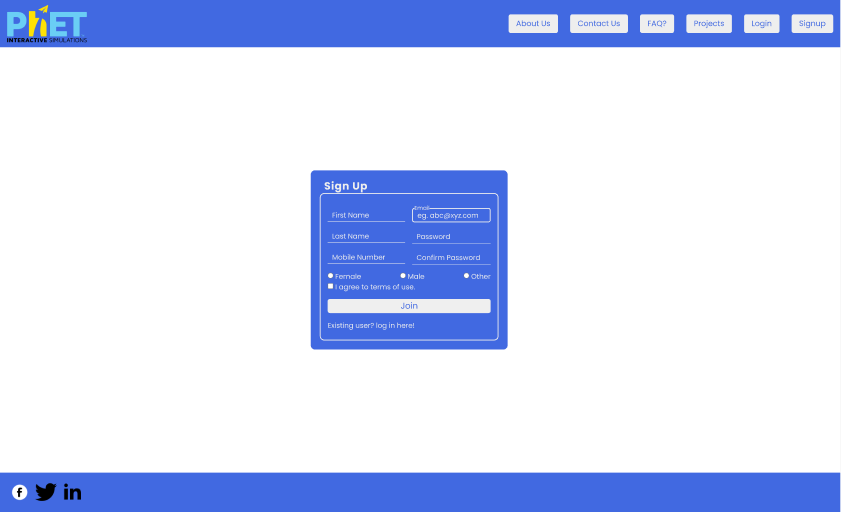 PhET
INTERACTIVE SIMULATIONS
About Us
Contact Us
FAQ?
Projects
Login
Signup
Sign Up
First Name
Email
eg. abc@xyz.com
Last Name
Password
Mobile Number
Confirm Password
Female
Male
Other
I agree to terms of use.
Join
Existing user? log in here!
f
in